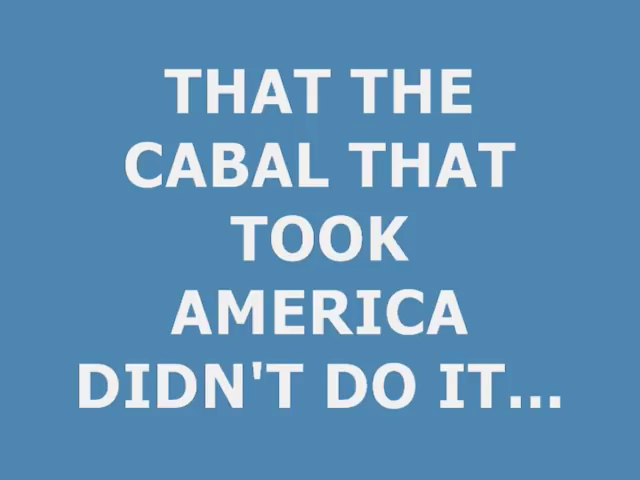 THAT THE
CABAL THAT
TOOK
AMERICA
DIDN'T DO IT...